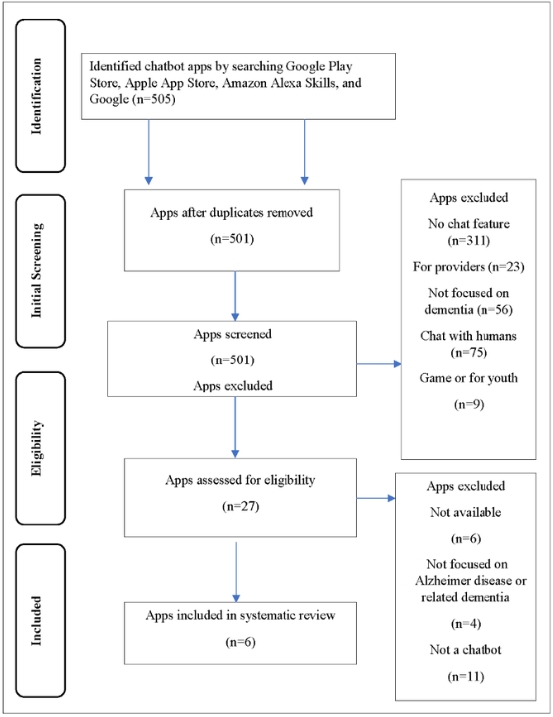 Identification
Identified chatbot apps by searching Google Play
Store, Apple App Store, Amazon Alexa Skills, and
Google (n=505)
Initial Screening
Apps after duplicates removed
(n=501)
Apps screened
(n=501)
Apps excluded
Apps excluded
No chat feature
(n=311)
For providers (n=23)
Not focused on
dementia (n=56)
Chat with humans
(n=75)
Game or for youth
(n=9)
Eligibility
Apps assessed for eligibility
(n=27)
Apps excluded
Not available
(n=6)
Not focused on
Alzheimer disease or
related dementia
(n=4)
Not a chatbot
(n=11)
Included
Apps included in systematic review
(n=6)